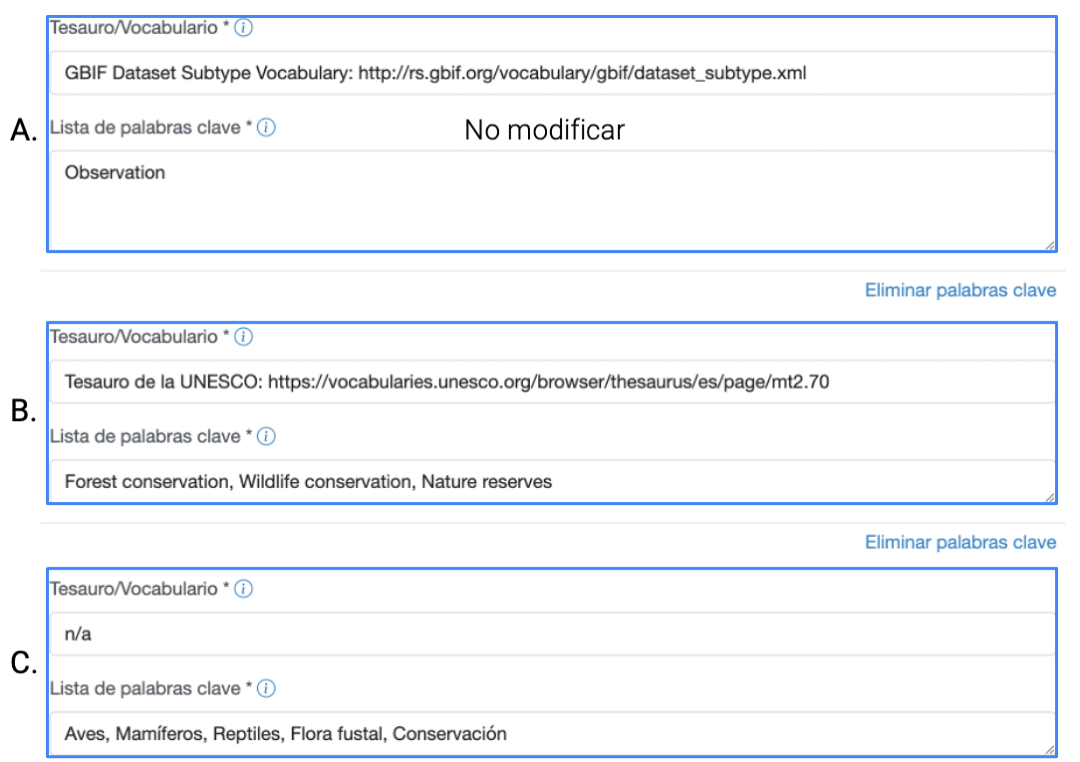 Tesauro/Vocabulario *
GBIF Dataset Subtype Vocabulary: http://rs.gbif.org/vocabulary/gbif/dataset_subtype.xml
A.
Lista de palabras clave *
No modificar
Observation
Eliminar palabras clave
Tesauro/Vocabulario *
Tesauro de la UNESCO: https://vocabularies.unesco.org/browser/thesaurus/es/page/mt2.70
B.
Lista de palabras clave *
Forest conservation, Wildlife conservation, Nature reserves
Eliminar palabras clave
Tesauro/Vocabulario *
n/a
C.
Lista de palabras clave *
Aves, Mamíferos, Reptiles, Flora fustal, Conservación